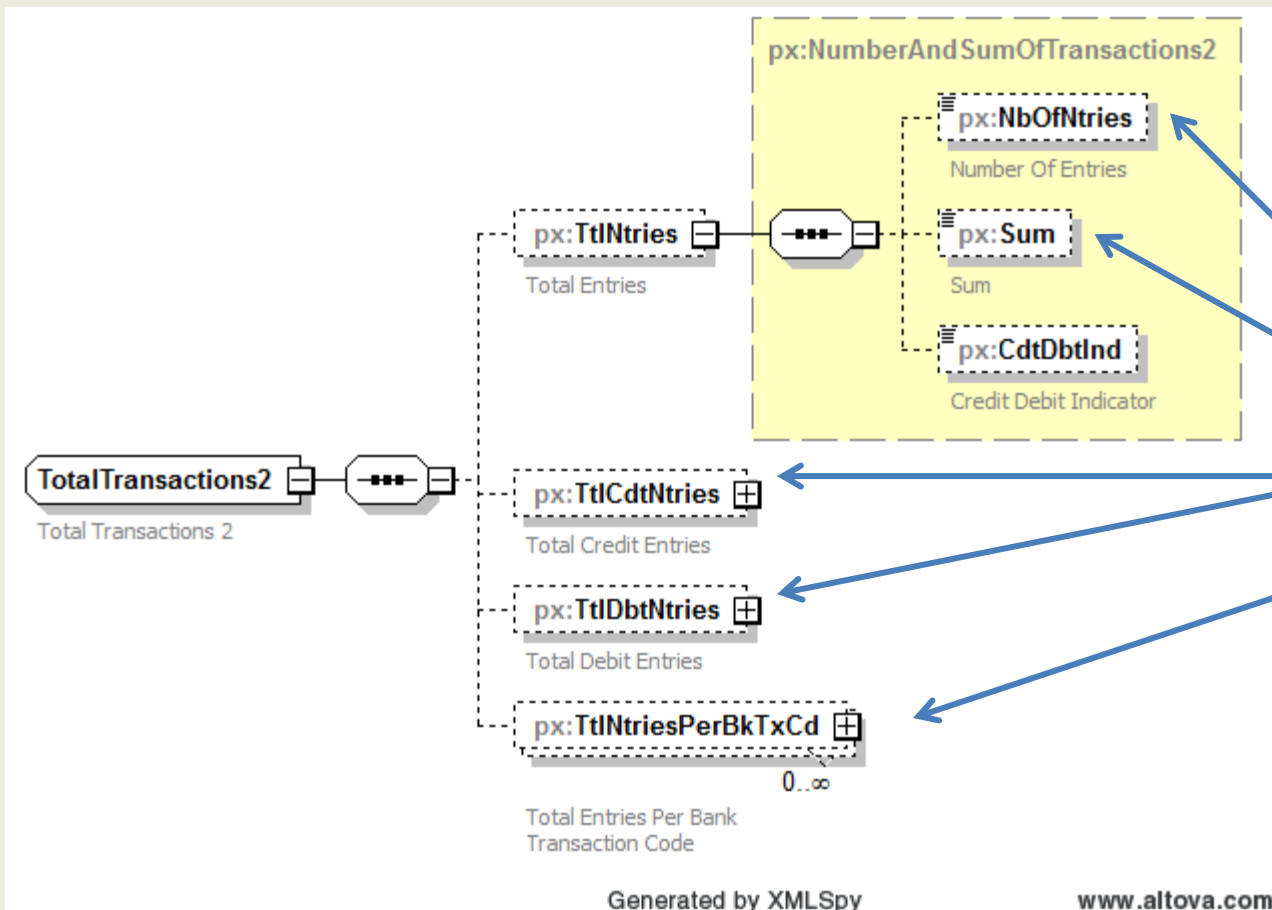 px:NumberAndSumOfTransactions2
px:NbOfNtries
Number Of Entries
px:TtlNtries
Total Entries
px:Sum
Sum
px:CdtDbtInd
Credit Debit Indicator
TotalTransactions2
Total Transactions 2
px:TtlCdtNtries
Total Credit Entries
px:TtlDbtNtries
Total Debit Entries
px:TtlNtriesPerBkTxCd
0..∞
Total Entries Per Bank
Transaction Code
Generated by XMLSpy
www.altova.com